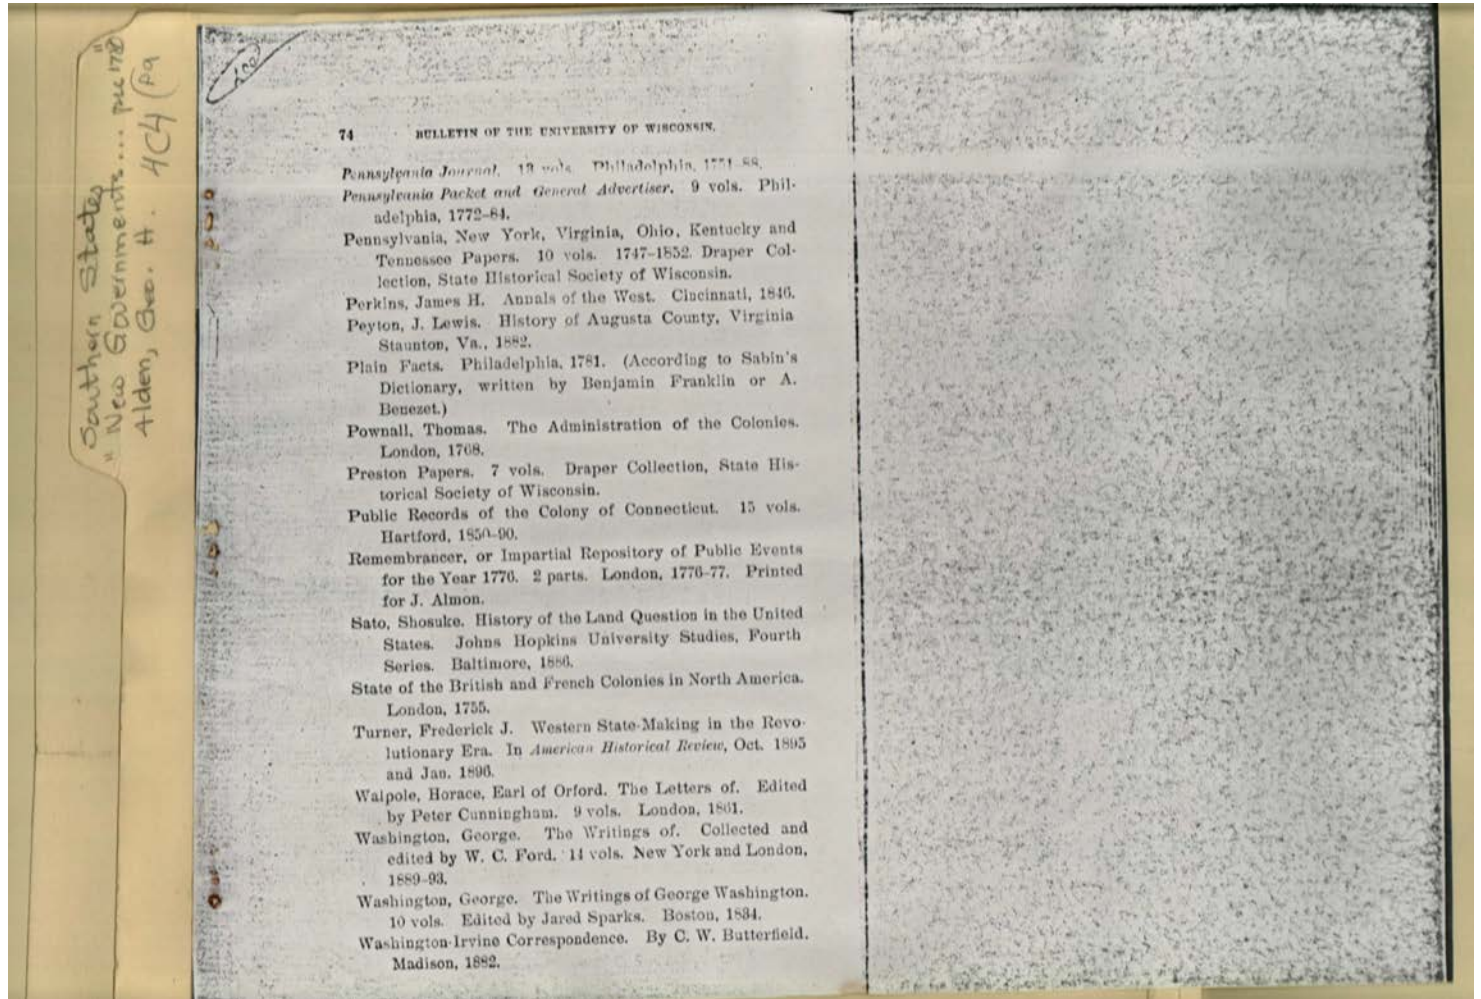 Southern States
"New Governments... pre 1780"
Alden, Geo. H. 4C4 (pg
74 BULLETIN OF THE UNIVERSITY OF WISCONSIN.
Pennsylvania Journal. 13 vols. Philadelphia, 1751-88.
Pennsylvania Packet and General Advertiser. 9 vols. Phil-
adelphia, 1772-84.
Pennsylvania, New York, Virginia, Ohio, Kentucky and
Tennessee Papers. 10 vols. 1747-1852. Draper Col-
lection, State Historical Society of Wisconsin.
Perkins, James H. Annals of the West. Cincinnati, 1846.
Peyton, J. Lewis. History of Augusta County, Virginia
Staunton, Va., 1882.
Plain Facts. Philadelphia, 1781. (According to Sabin's
Dictionary, written by Benjamin Franklin or A.
Benezet.)
Pownall, Thomas. The Administration of the Colonies.
London, 1768.
Preston Papers. 7 vols. Draper Collection, State His-
torical Society of Wisconsin.
Public Records of the Colony of Connecticut. 15 vols.
Hartford, 1850-90.
Remembrancer, or Impartial Repository of Public Events
for the Year 1776. 2 parts. London, 1776-77. Printed
for J. Almon.
Sato, Shosuke. History of the Land Question in the United
States. Johns Hopkins University Studies, Fourth
Series. Baltimore, 1886.
State of the British and French Colonies in North America.
London, 1755.
Turner, Frederick J. Western State-Making in the Revo-
lutionary Era. In American Historical Review, Oct. 1895
and Jan. 1896.
Walpole, Horace, Earl of Orford. The Letters of. Edited
by Peter Cunningham. 9 vols. London, 1861.
Washington, George. The Writings of. Collected and
edited by W. C. Ford. 14 vols. New York and London,
1889-93.
Washington, George. The Writings of George Washington.
10 vols. Edited by Jared Sparks. Boston, 1834.
Washington-Irvine Correspondence. By C. W. Butterfield.
Madison, 1882.